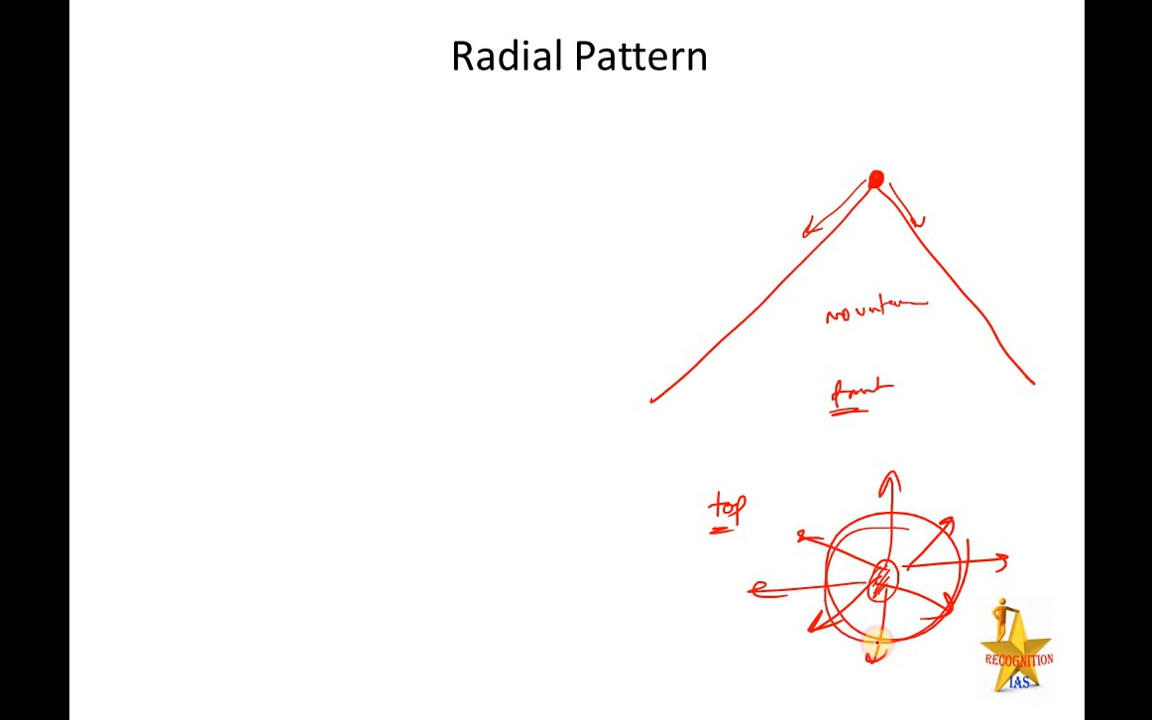 Radial Pattern
mountain
front
top
RECOGNITION
IAS